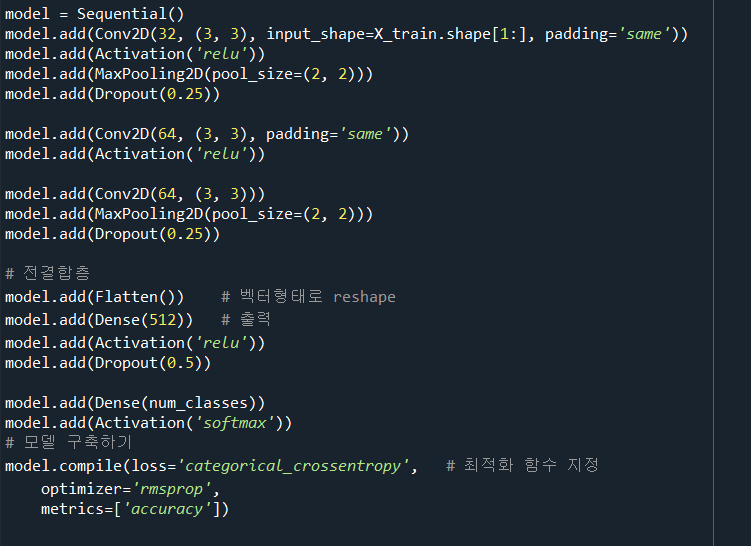 model = Sequential()
model.add(Conv2D(32, (3, 3), input_shape=X_train.shape[1:], padding='same'))
model.add(Activation('relu'))
model.add(MaxPooling2D(pool_size=(2, 2)))
model.add(Dropout(0.25))

model.add(Conv2D(64, (3, 3), padding='same'))
model.add(Activation('relu'))

model.add(Conv2D(64, (3, 3)))
model.add(MaxPooling2D(pool_size=(2, 2)))
model.add(Dropout(0.25))

# 전결합층
model.add(Flatten())    # 벡터형태로 reshape
model.add(Dense(512))   # 출력
model.add(Activation('relu'))
model.add(Dropout(0.5))

model.add(Dense(num_classes))
model.add(Activation('softmax'))
# 모델 구축하기
model.compile(loss='categorical_crossentropy',   # 최적화 함수 지정
    optimizer='rmsprop',
    metrics=['accuracy'])